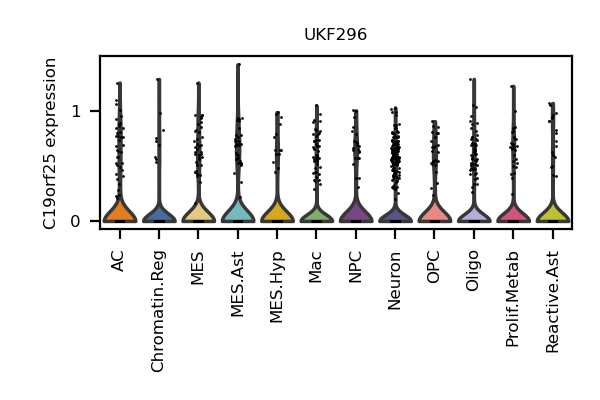 UKF296
C19orf25 expression
1
0
AC
Chromatin.Reg
MES
MES.Ast
MES.Hyp
Mac
NPC
Neuron
OPC
Oligo
Prolif.Metab
Reactive.Ast